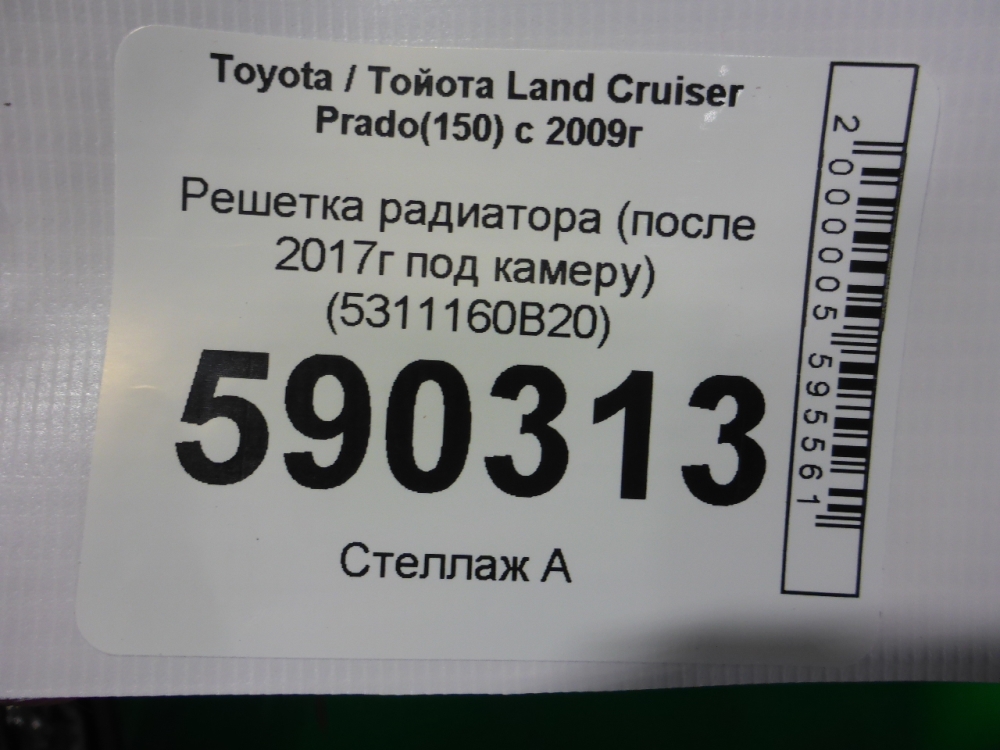 Toyota / Тойота Land Cruiser
Prado(150) с 2009г
Решетка радиатора (после
2017г под камеру)
(5311160B20)
590313
Стеллаж А
2 000005 595561